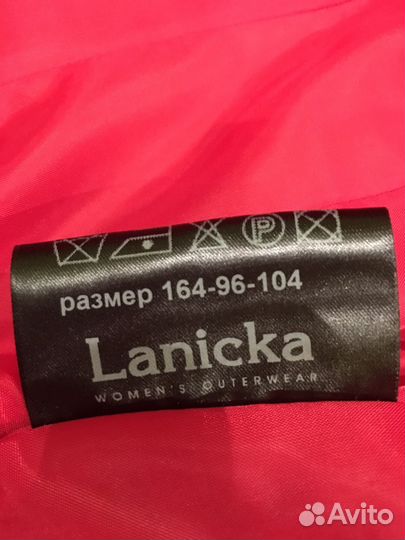 P
размер 164-96-104
Lanicka
WOMEN'S OUTERWEAR
Avito